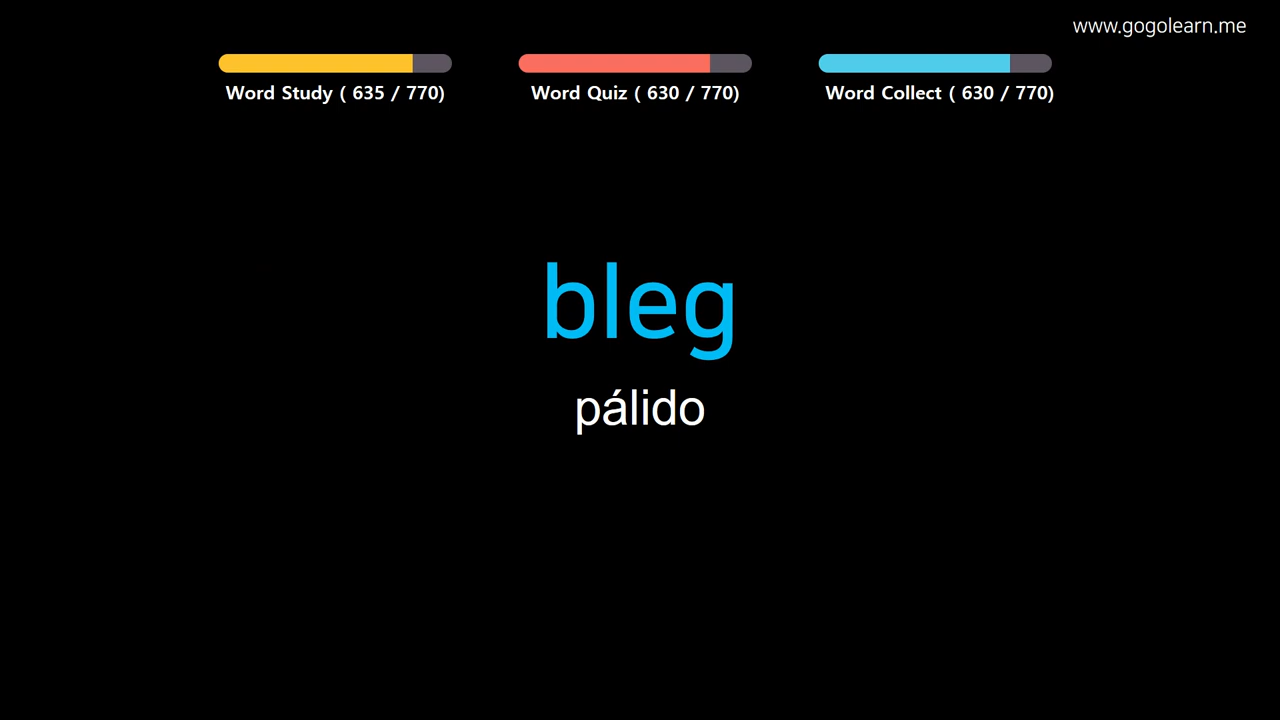 www.gogolearn.me
Word Study ( 635 / 770)
Word Quiz ( 630 / 770)
Word Collect ( 630 / 770)
bleg
pálido